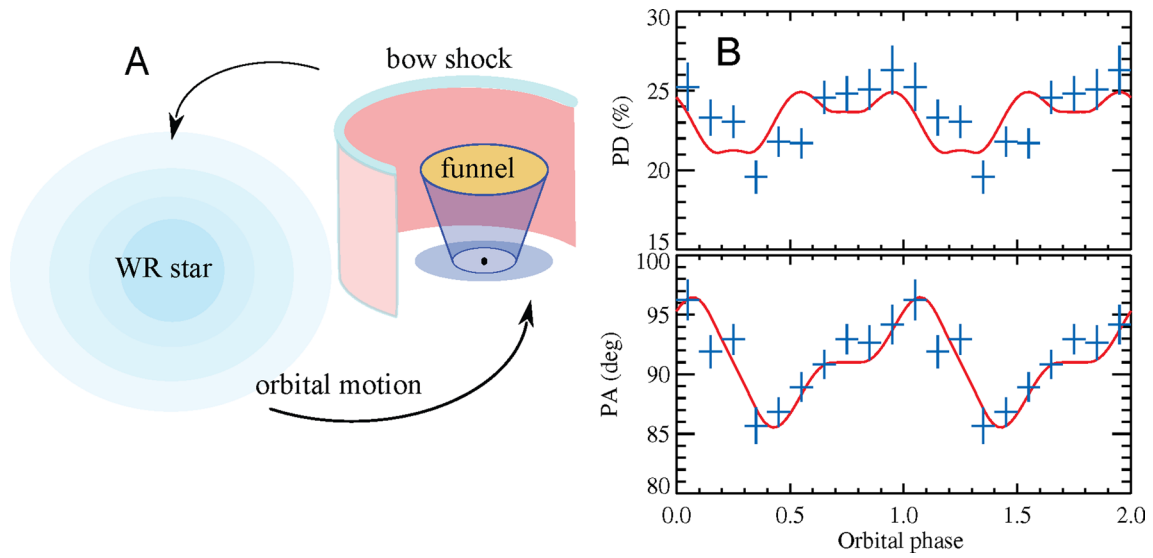 A
bow shock
funnel
WR star
orbital motion
B
30
25
20
15
PD (%)
100
95
90
85
80
PA (deg)
0.0 0.5 1.0 1.5 2.0
Orbital phase